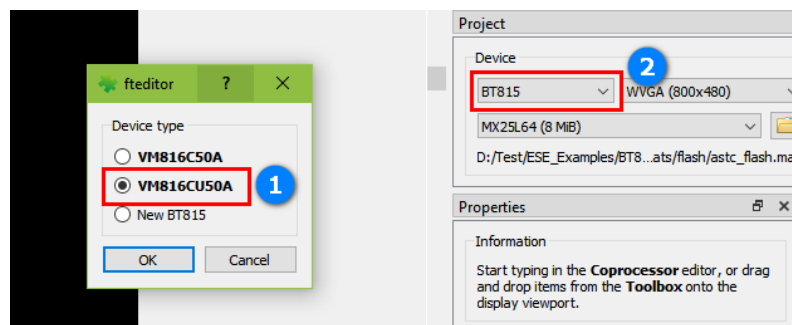 fteditor ? ×
Device type
VM816C50A
VM816CU50A
1
New BT815
OK Cancel
Project
Device
2
BT815 WVGA (800x480)
MX25L64 (8 MiB)
D:/Test/ESE_Examples/BT8...ats/flash/astc_flash.ma
Properties
Information
Start typing in the Coprocessor editor, or drag
and drop items from the Toolbox onto the
display viewport.